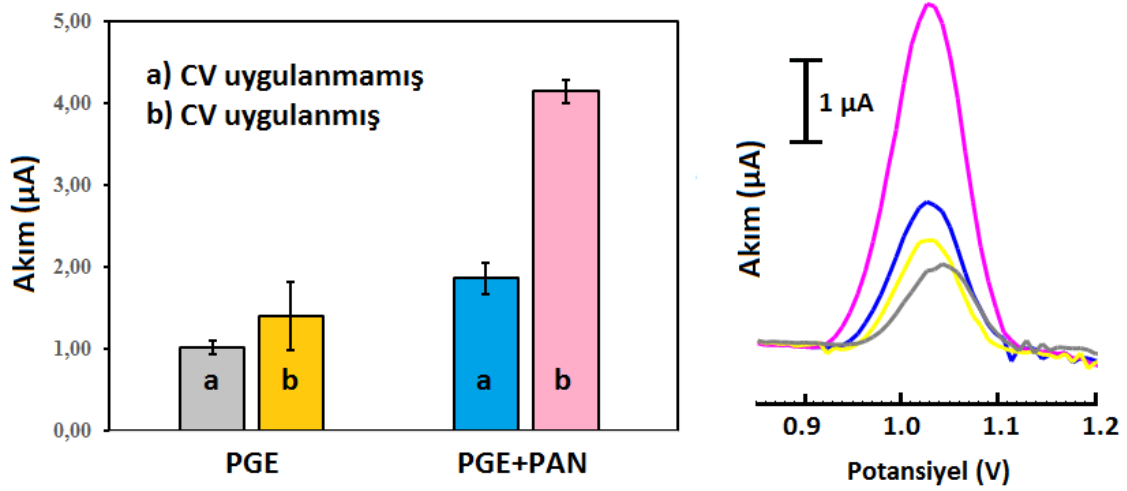 5,00
4,00
3,00
2,00
1,00
0,00
Akım (µA)
a) CV uygulanmamış
b) CV uygulanmış
a
b
a
b
PGE
PGE+PAN
1 µA
Akım (µA)
0.9
1.0
1.1
1.2
Potansiyel (V)